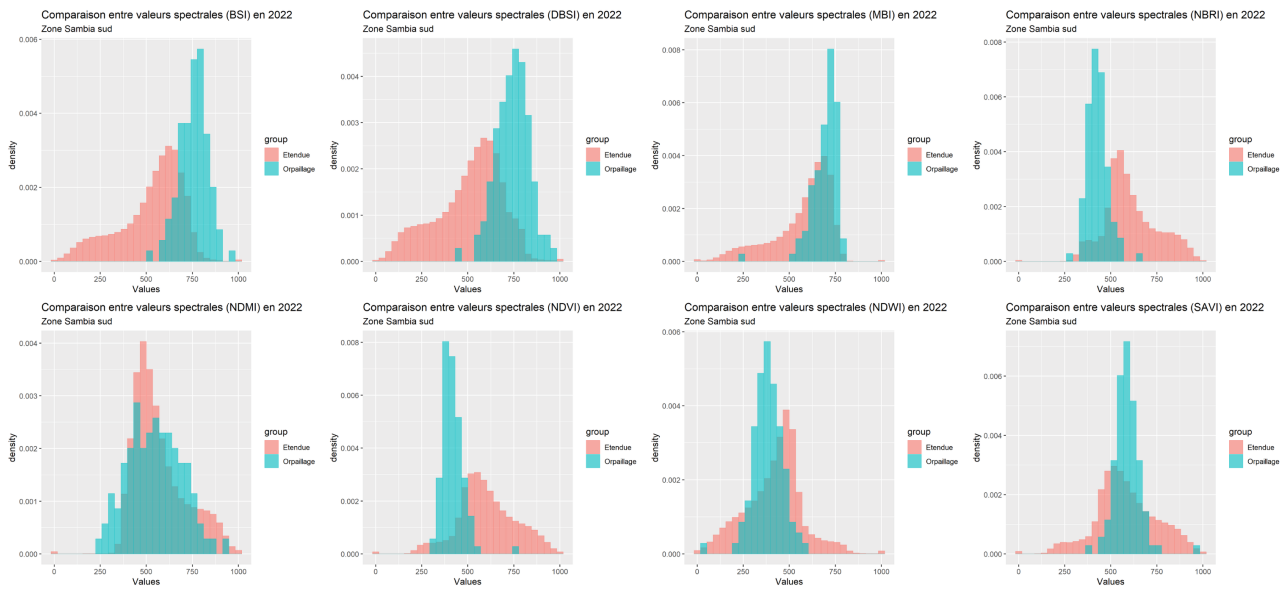 Comparaison entre valeurs spectrales (BSI) en 2022
Zone Sambia sud
0.006
0.004
0.002
0.000
density
0
250
500
750
1000
Values
group
Etendue
Orpaillage
Comparaison entre valeurs spectrales (DBSI) en 2022
Zone Sambia sud
0.004
0.003
0.002
0.001
0.000
density
0
250
500
750
1000
Values
group
Etendue
Orpaillage
Comparaison entre valeurs spectrales (MBI) en 2022
Zone Sambia sud
0.008
0.006
0.004
0.002
0.000
density
0
250
500
750
1000
Values
group
Etendue
Orpaillage
Comparaison entre valeurs spectrales (NBRI) en 2022
Zone Sambia sud
0.008
0.006
0.004
0.002
0.000
density
0
250
500
750
1000
Values
group
Etendue
Orpaillage
Comparaison entre valeurs spectrales (NDMI) en 2022
Zone Sambia sud
0.004
0.003
0.002
0.001
0.000
density
0
250
500
750
1000
Values
group
Etendue
Orpaillage
Comparaison entre valeurs spectrales (NDVI) en 2022
Zone Sambia sud
0.008
0.006
0.004
0.002
0.000
density
0
250
500
750
1000
Values
group
Etendue
Orpaillage
Comparaison entre valeurs spectrales (NDWI) en 2022
Zone Sambia sud
0.006
0.004
0.002
0.000
density
0
250
500
750
1000
Values
group
Etendue
Orpaillage
Comparaison entre valeurs spectrales (SAVI) en 2022
Zone Sambia sud
0.006
0.004
0.002
0.000
density
0
250
500
750
1000
Values
group
Etendue
Orpaillage